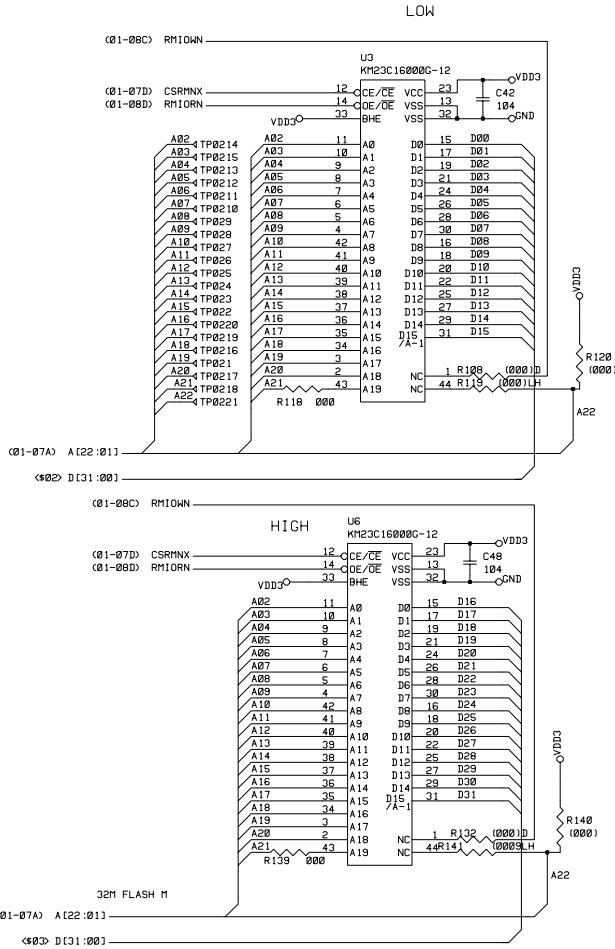 LOW
(01-08C) RMIOWN
U3
KM23C16000G-12
(01-07D) CSRMNX 12 CE/CE VCC 23 VDD3
(01-08D) RMIORN 14 OE/OE VSS 13 C42
104
VDD3 33 BHE VSS 32 GND
A02 TP0214 A02 11 A0 D0 15 D00
A03 TP0215 A03 10 A1 D1 17 D01
A04 TP0213 A04 9 A2 D2 19 D02
A05 TP0212 A05 8 A3 D3 21 D03
A06 TP0211 A06 7 A4 D4 24 D04
A07 TP0210 A07 6 A5 D5 26 D05
A08 TP029 A08 5 A6 D6 28 D06
A09 TP028 A09 4 A7 D7 30 D07
A10 TP027 A10 42 A8 D8 16 D08
A11 TP026 A11 41 A9 D9 18 D09
A12 TP025 A12 40 A10 D10 20 D10
A13 TP024 A13 39 A11 D11 22 D11
A14 TP023 A14 38 A12 D12 25 D12
A15 TP022 A15 37 A13 D13 27 D13
A16 TP0220 A16 36 A14 D14 29 D14
A17 TP0219 A17 35 A15 D15 31 D15
/A-1
A18 TP0216 A18 34 A16
A19 TP021 A19 3 A17
A20 TP0217 A20 2 A18 NC 1 R108 (000)D
A21 TP0218 A21 43 A19 NC 44 R119 (000)LH
A22 TP0221 R118 000
VDD3
R120
(000)
A22
(01-07A) A[22:01]
<$02> D[31:00]
(01-08C) RMIOWN
HIGH
U6
KM23C16000G-12
(01-07D) CSRMNX 12 CE/CE VCC 23 VDD3
(01-08D) RMIORN 14 OE/OE VSS 13 C48
104
VDD3 33 BHE VSS 32 GND
A02 11 A0 D0 15 D16
A03 10 A1 D1 17 D17
A04 9 A2 D2 19 D18
A05 8 A3 D3 21 D19
A06 7 A4 D4 24 D20
A07 6 A5 D5 26 D21
A08 5 A6 D6 28 D22
A09 4 A7 D7 30 D23
A10 42 A8 D8 16 D24
A11 41 A9 D9 18 D25
A12 40 A10 D10 20 D26
A13 39 A11 D11 22 D27
A14 38 A12 D12 25 D28
A15 37 A13 D13 27 D29
A16 36 A14 D14 29 D30
A17 35 A15 D15 31 D31
/A-1
A18 34 A16
A19 3 A17
A20 2 A18 NC 1 R132 (000)D
A21 43 A19 NC 44 R141 (0009LH
R139 000
VDD3
R140
(000)
A22
32M FLASH M
01-07A) A[22:01]
<$03> D[31:00]